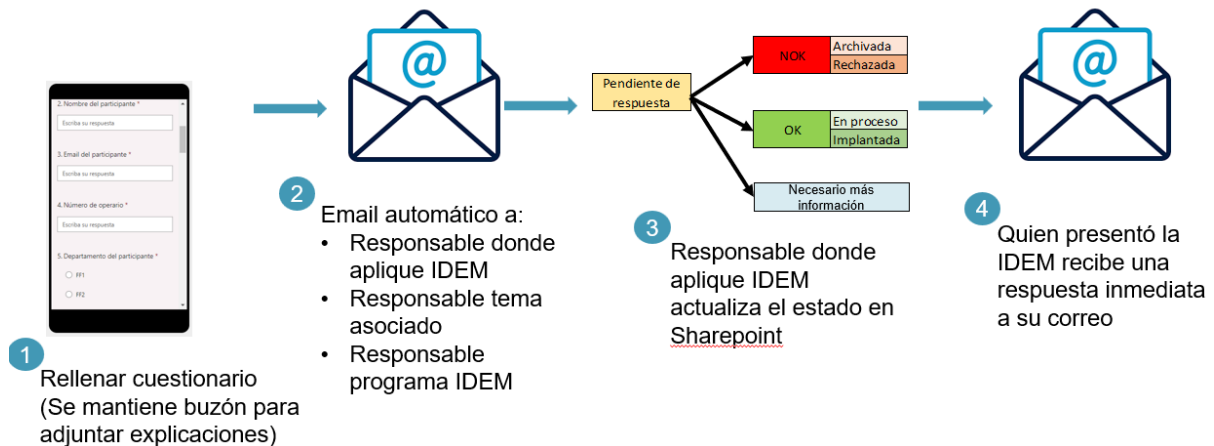 2. Nombre del participante *
Escriba su respuesta
3. Email del participante *
Escriba su respuesta
4. Número de operario *
Escriba su respuesta
5. Departamento del participante *
FF1
FF2
1
Rellenar cuestionario
(Se mantiene buzón para
adjuntar explicaciones)
@
2
Email automático a:
• Responsable donde
aplique IDEM
• Responsable tema
asociado
• Responsable
programa IDEM
Pendiente de
respuesta
NOK
Archivada
Rechazada
OK
En proceso
Implantada
Necesario más
información
3
Responsable donde
aplique IDEM
actualiza el estado en
Sharepoint
@
4
Quien presentó la
IDEM recibe una
respuesta inmediata
a su correo